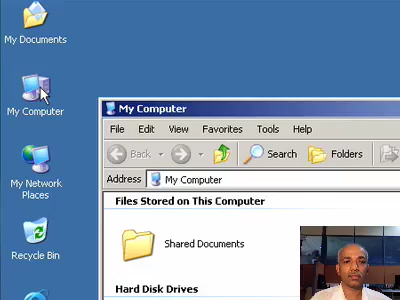 My Documents
My Computer
My Network
Places
Recycle Bin
My Computer
File Edit View Favorites Tools Help
Back Search Folders
Address My Computer
Files Stored on This Computer
Shared Documents
Hard Disk Drives